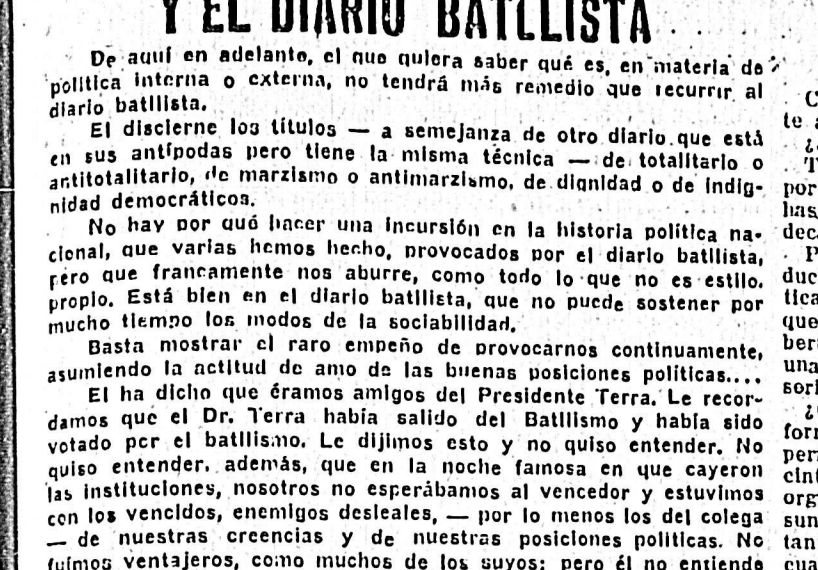 Y EL DIARIO BATLLISTA
De aquí en adelante, el que quiera saber qué es, en materia de
política interna o externa, no tendrá más remedio que recurrir al
diario batllista.
El discierne los títulos — a semejanza de otro diario que está
en sus antípodas pero tiene la misma técnica — de totalitario o
antitotalitario, de marzismo o antimarzismo, de dignidad o de indig-
nidad democráticos.
No hay por qué hacer una incursión en la historia política na-
cional, que varias hemos hecho, provocados por el diario batllista,
pero que francamente nos aburre, como todo lo que no es estilo.
propio. Está bien en el diario batllista, que no puede sostener por
mucho tiempo los modos de la sociabilidad.
Basta mostrar el raro empeño de provocarnos continuamente,
asumiendo la actitud de amo de las buenas posiciones políticas....
El ha dicho que éramos amigos del Presidente Terra. Le recor-
damos que el Dr. Terra había salido del Batllismo y había sido
votado por el batllismo. Le dijimos esto y no quiso entender. No
quiso entender, además, que en la noche famosa en que cayeron
las instituciones, nosotros no esperábamos al vencedor y estuvimos
con los vencidos, enemigos desleales, — por lo menos los del colega
— de nuestras creencias y de nuestras posiciones políticas. No
fuimos ventajeros, como muchos de los suyos; pero él no entiende